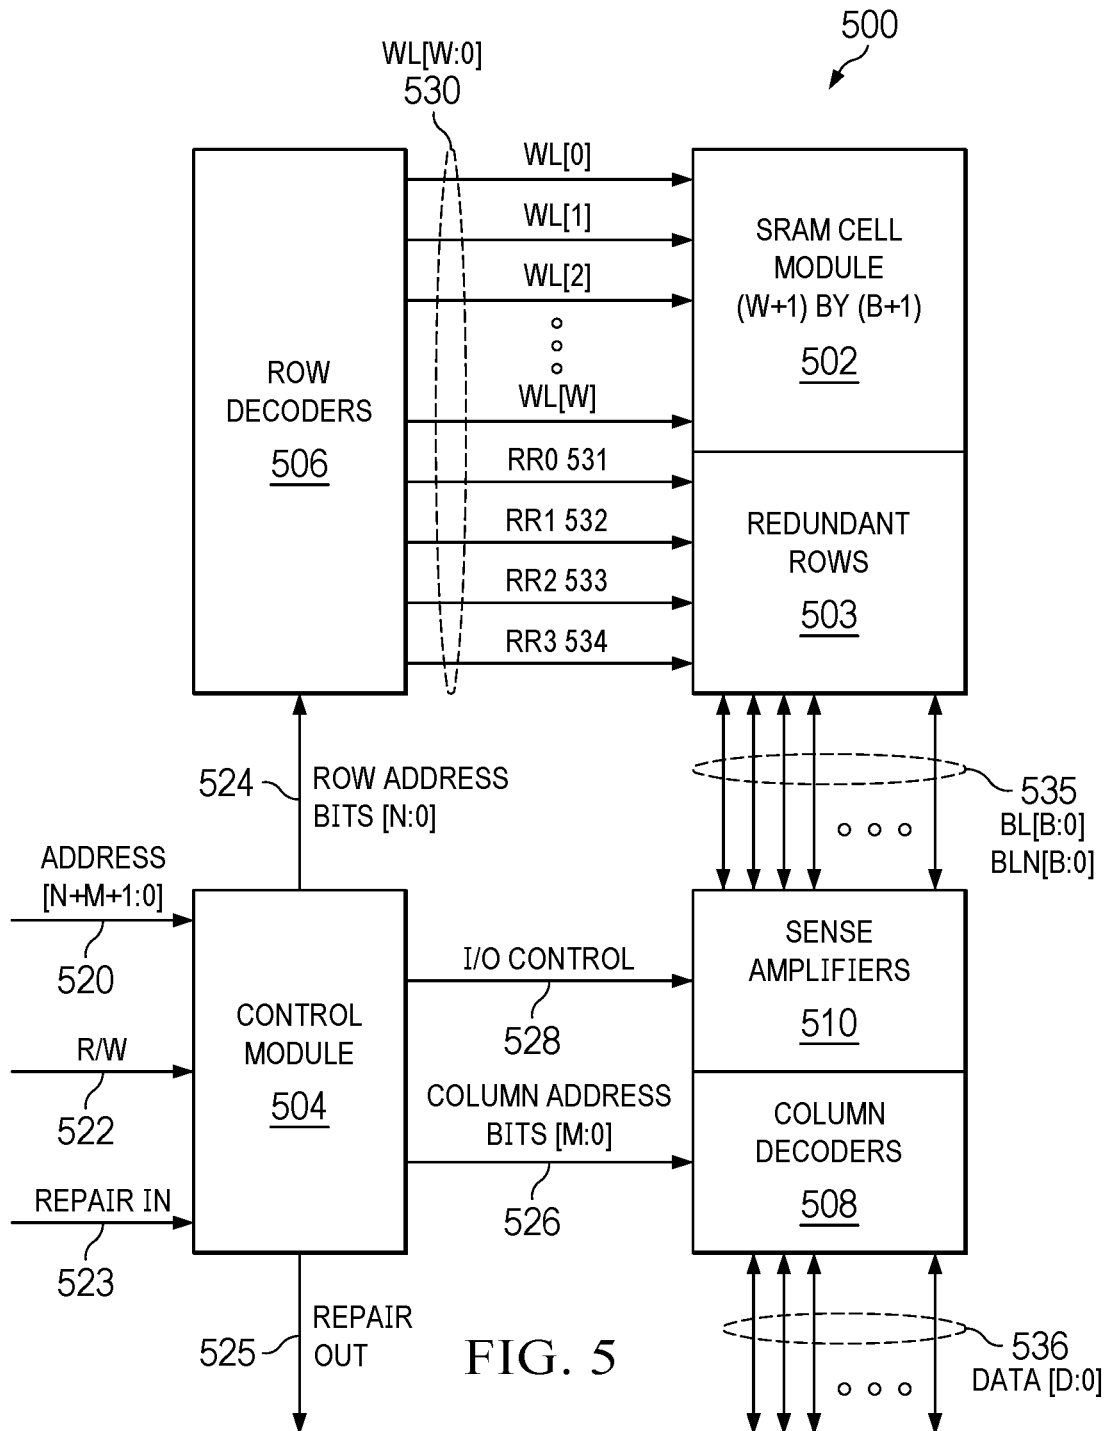 500
WL[W:0]
530
WL[0]
WL[1]
WL[2]
WL[W]
RR0 531
RR1 532
RR2 533
RR3 534
ROW
DECODERS
506
SRAM CELL
MODULE
(W+1) BY (B+1)
502
REDUNDANT
ROWS
503
524
ROW ADDRESS
BITS [N:0]
535
BL[B:0]
BLN[B:0]
ADDRESS
[N+M+1:0]
520
R/W
522
REPAIR IN
523
CONTROL
MODULE
504
I/O CONTROL
528
COLUMN ADDRESS
BITS [M:0]
526
SENSE
AMPLIFIERS
510
COLUMN
DECODERS
508
525
REPAIR
OUT
536
DATA [D:0]
FIG. 5